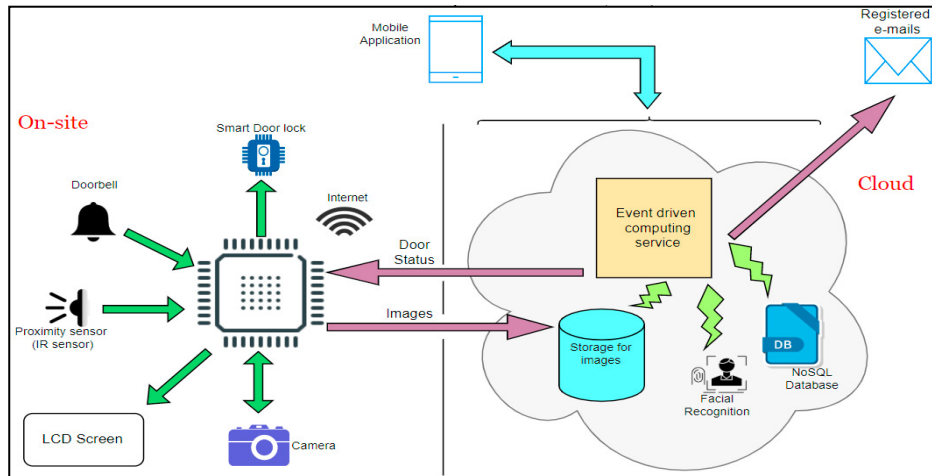 Mobile
Application
Registered
e-mails
On-site
Smart Door lock
Doorbell
Internet
Cloud
Event driven
computing
service
Door
Status
Images
Proximity sensor
(IR sensor)
Storage for
images
DB
NoSQL
Database
Facial
Recognition
LCD Screen
Camera